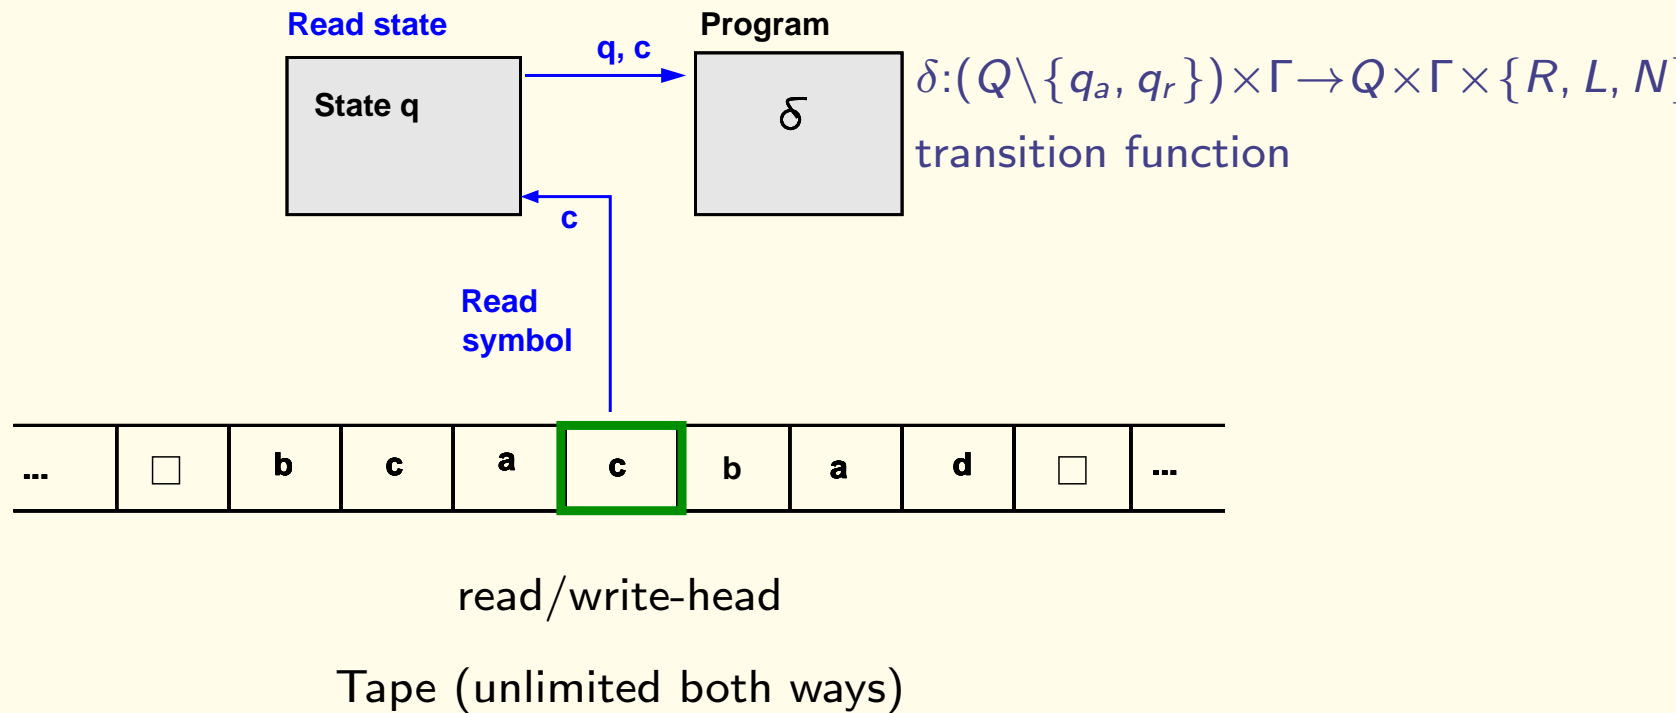 Read state
Program
q, c
State q
δ
δ:(Q\{qₐ, qᵣ})×Γ→Q×Γ×{R, L, N}
transition function
c
Read
symbol
... □ b c a c b a d □ ...
read/write-head
Tape (unlimited both ways)